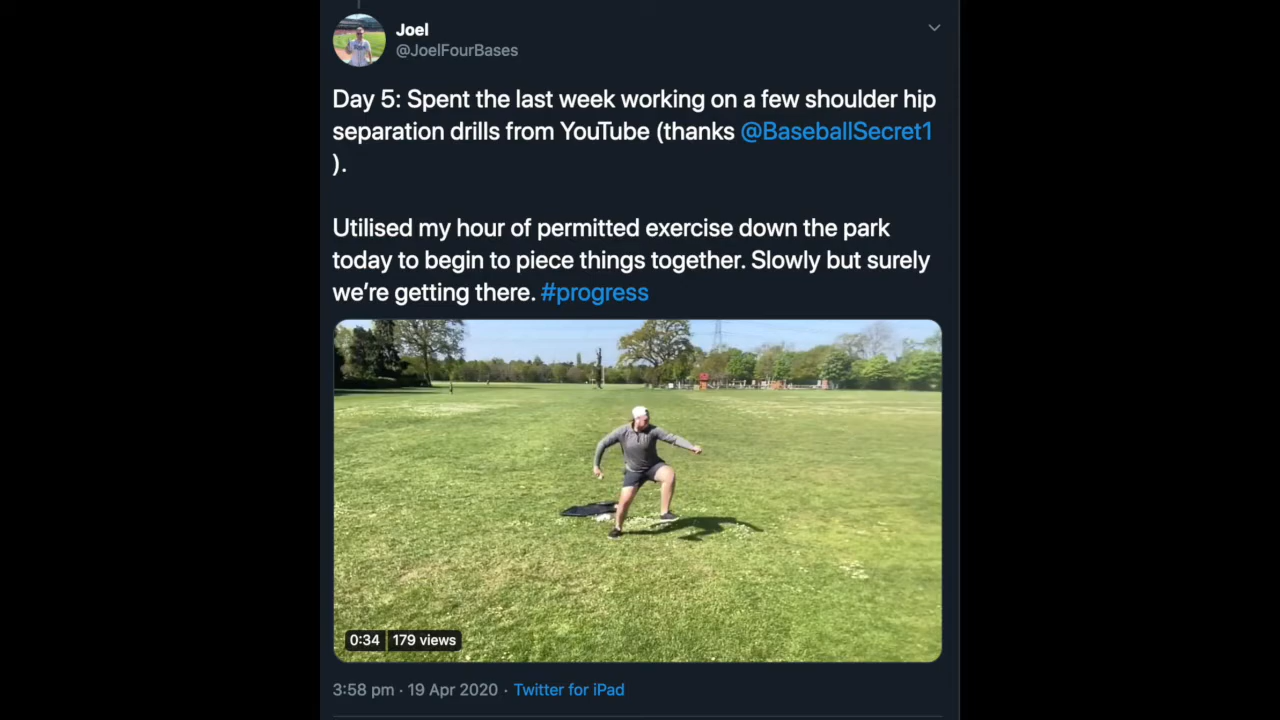 Joel
@JoelFourBases
Day 5: Spent the last week working on a few shoulder hip
separation drills from YouTube (thanks @BaseballSecret1
).
Utilised my hour of permitted exercise down the park
today to begin to piece things together. Slowly but surely
we’re getting there. #progress
0:34 179 views
3:58 pm · 19 Apr 2020 · Twitter for iPad